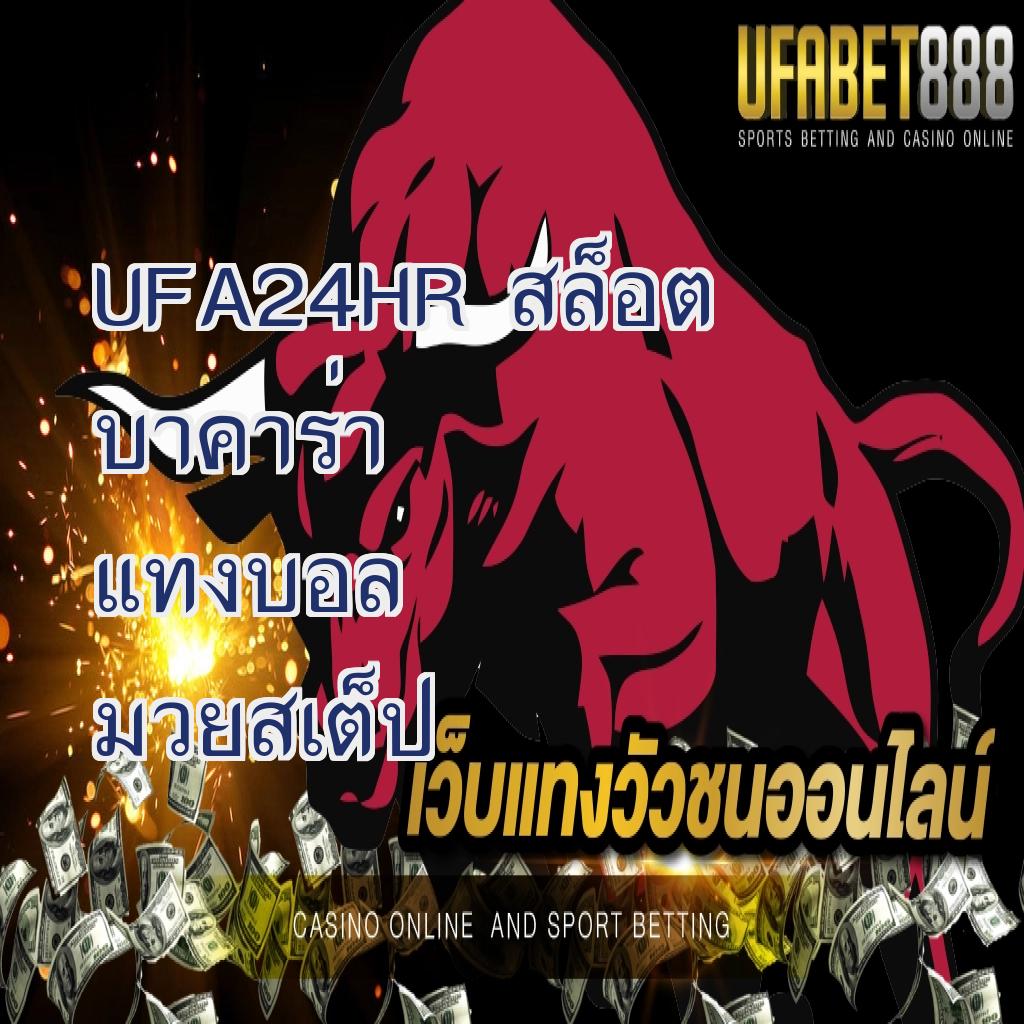 UFABET888
SPORTS BETTING AND CASINO ONLINE
UFA24HR สล็อต
บาคาร่า
แทงบอล
มวยสเต็ป
เว็บแทงวัวชนออนไลน์
CASINO ONLINE AND SPORT BETTING